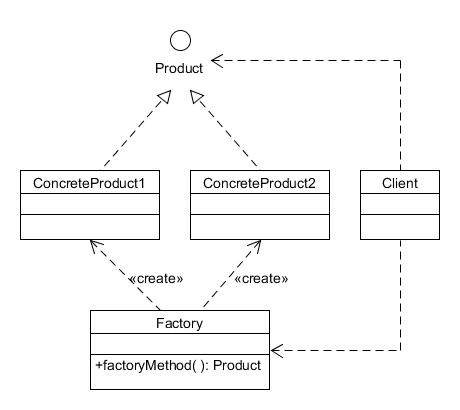 Product
ConcreteProduct1
ConcreteProduct2
Client
«create»
«create»
Factory
+factoryMethod( ): Product